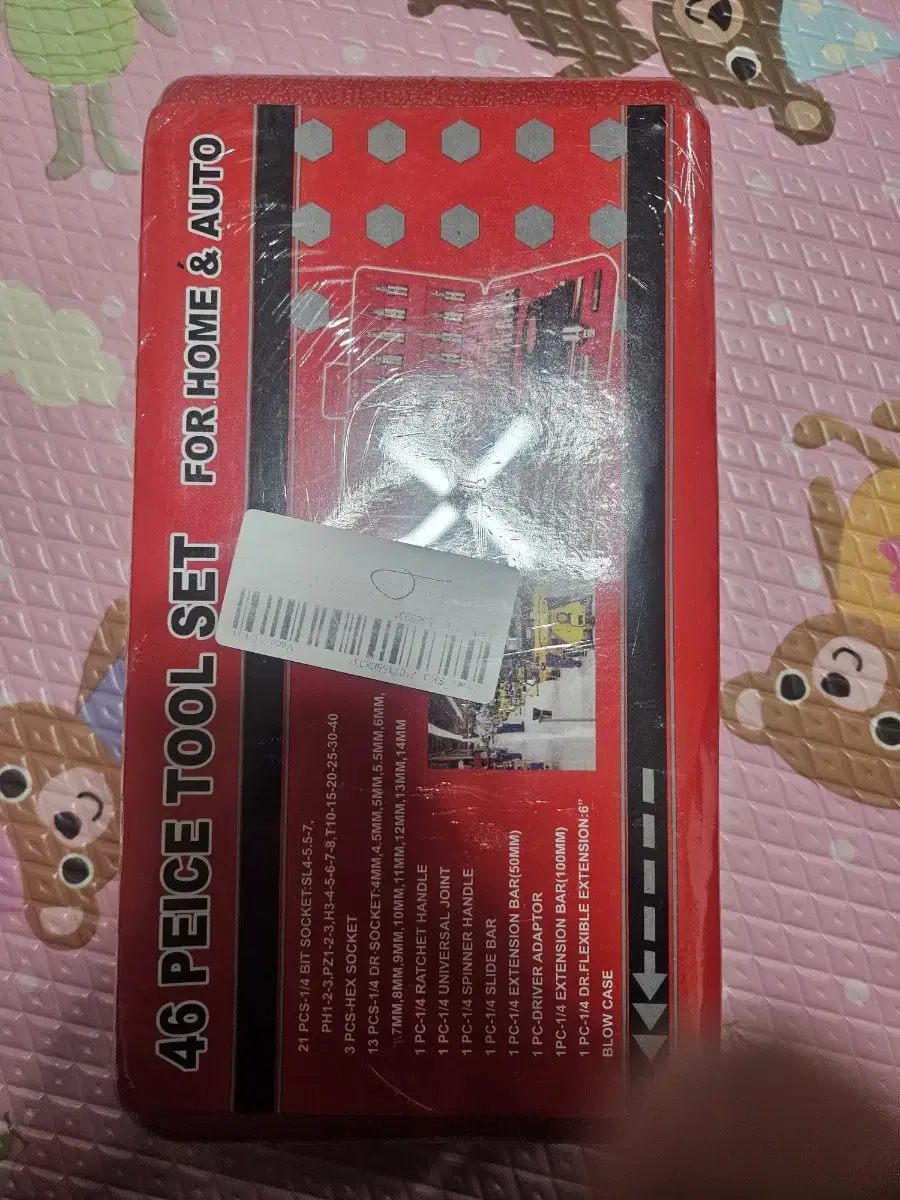 46 PEICE TOOL SET FOR HOME & AUTO
21 PCS-1/4 BIT SOCKET:SL4-5.5-7,
PH1-2-3,PZ1-2-3,H3-4-5-6-7-8,T10-15-20-25-30-40
3 PCS-HEX SOCKET
13 PCS-1/4 DR.SOCKET:4MM,4.5MM,5MM,5.5MM,6MM,
7MM,8MM,9MM,10MM,11MM,12MM,13MM,14MM
1 PC-1/4 RATCHET HANDLE
1 PC-1/4 UNIVERSAL JOINT
1 PC-1/4 SPINNER HANDLE
1 PC-1/4 SLIDE BAR
1 PC-1/4 EXTENSION BAR(50MM)
1 PC-DRIVER ADAPTOR
1PC-1/4 EXTENSION BAR(100MM)
1 PC-1/4 DR.FLEXIBLE EXTENSION:6"
BLOW CASE